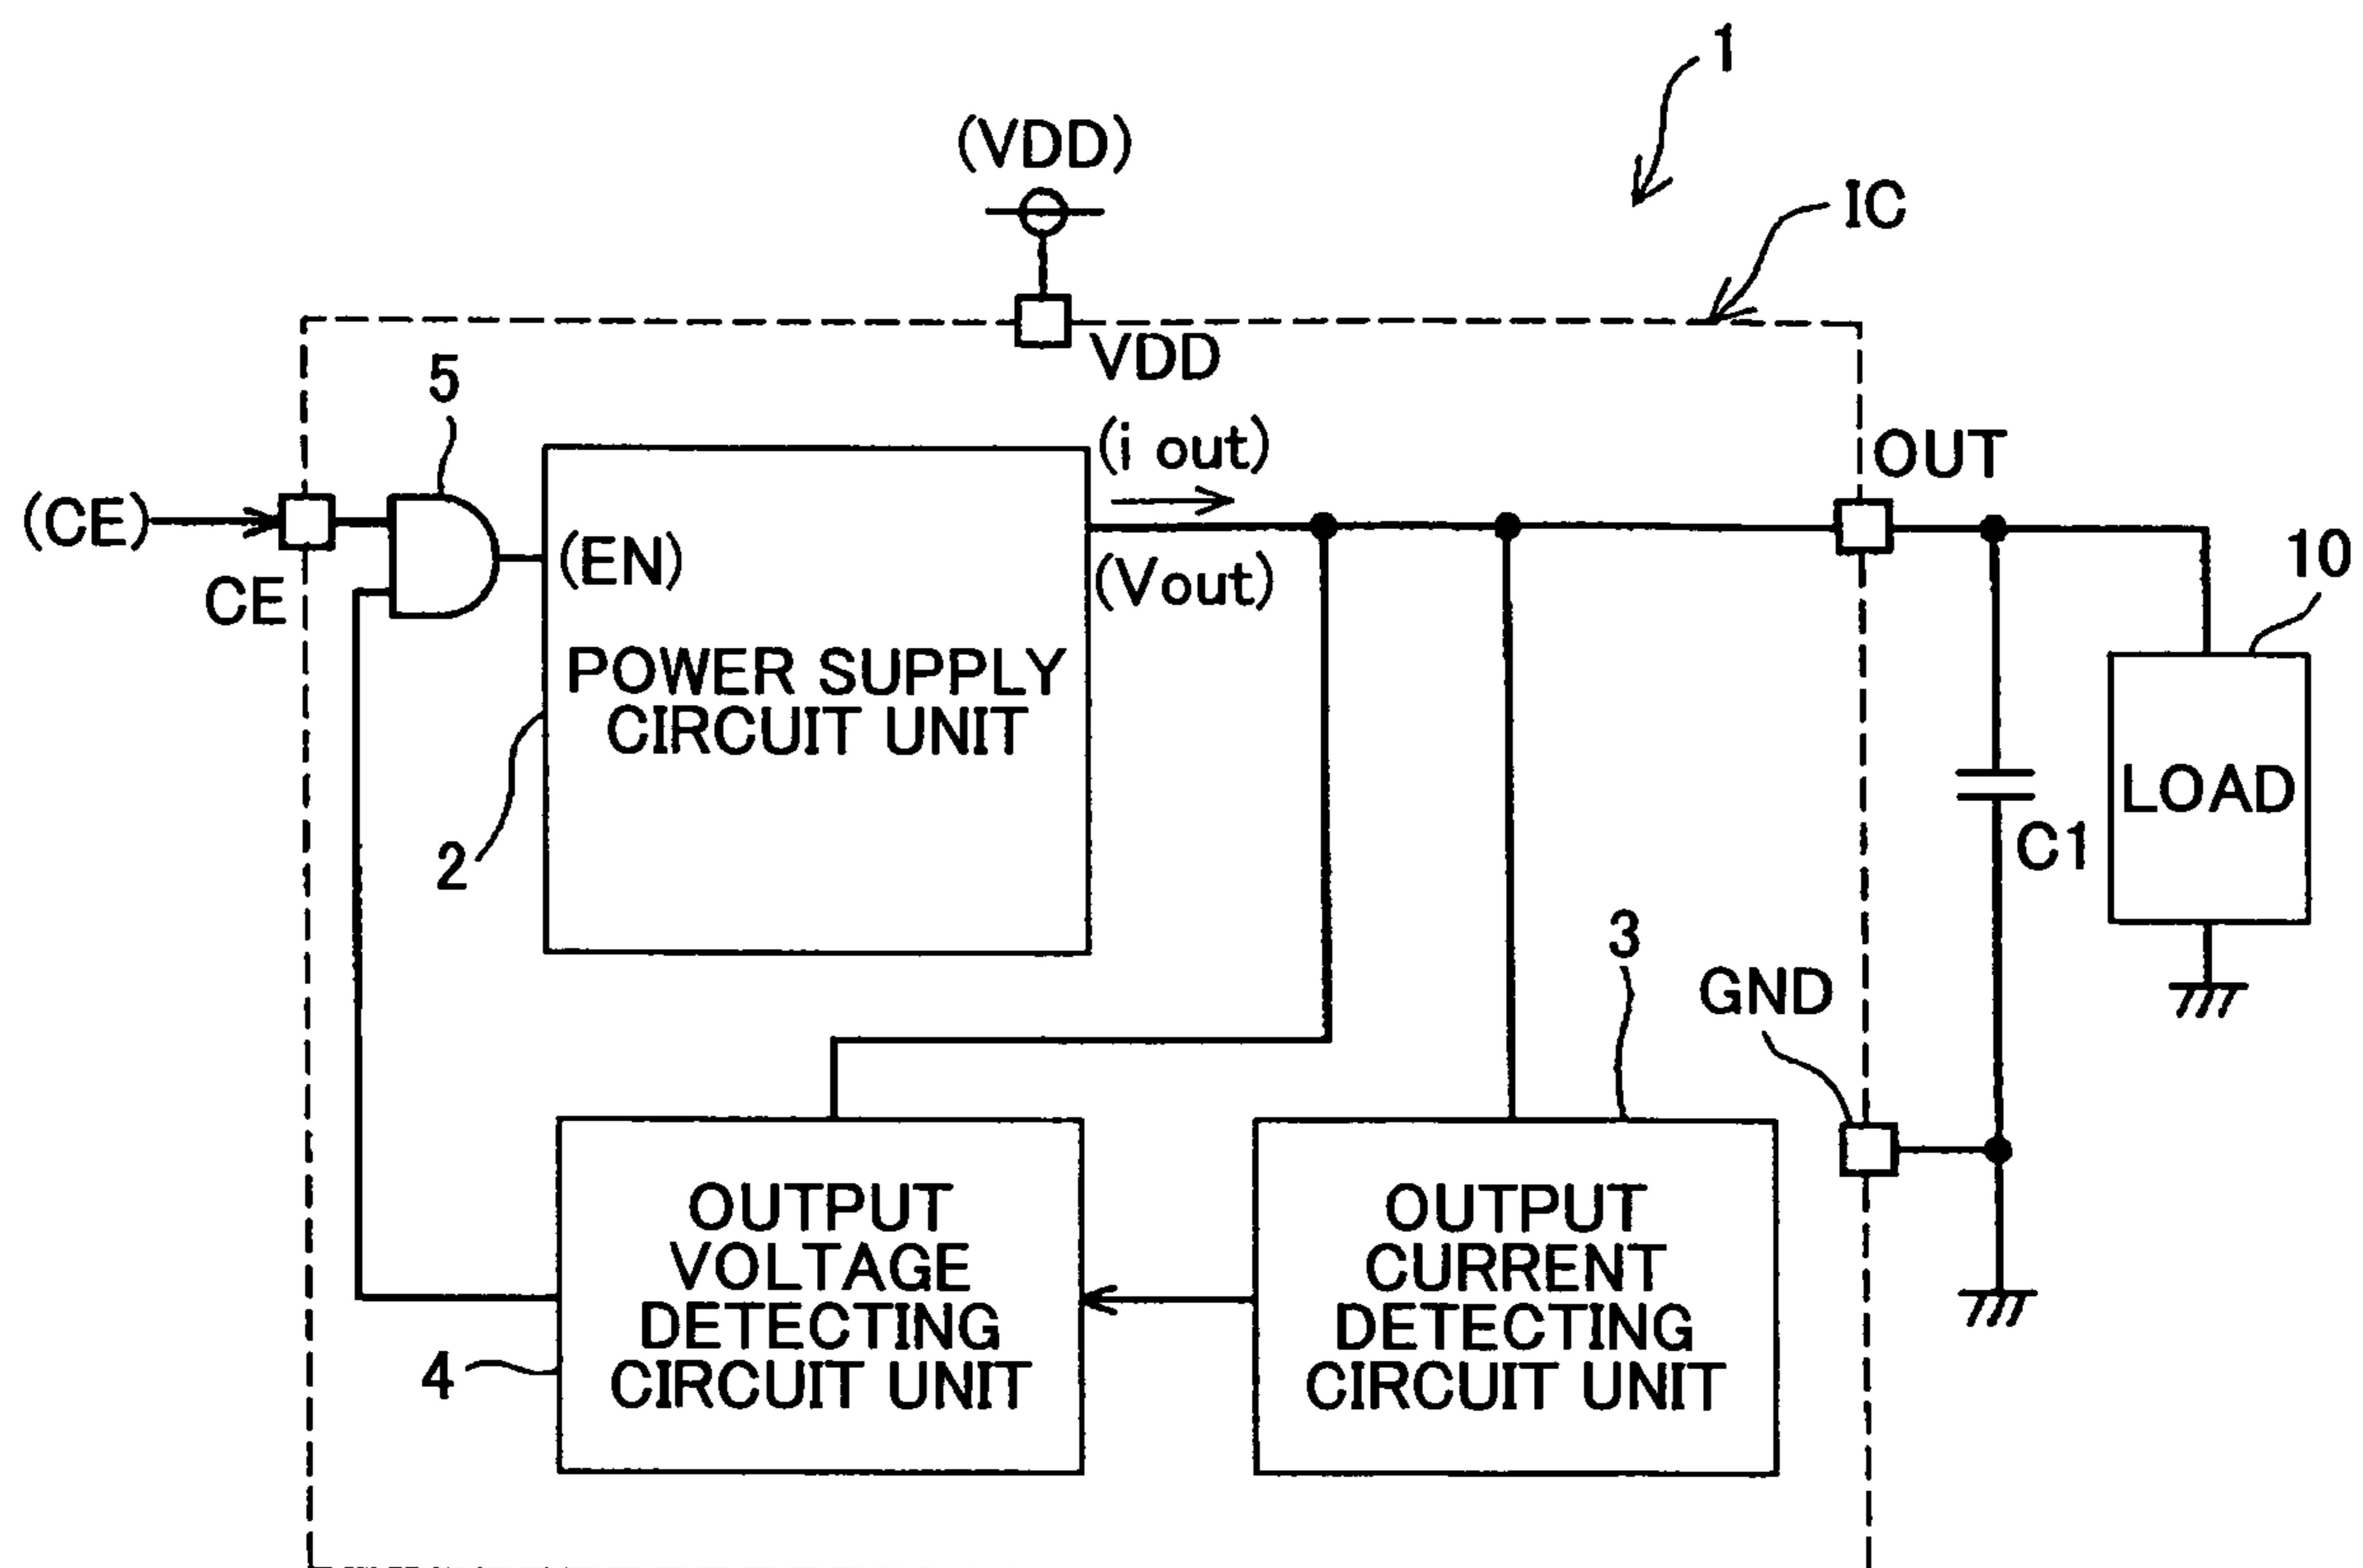 1
(VDD)
IC
VDD
5
(i out)
OUT
(CE)
(EN)
(Vout)
10
CE
POWER SUPPLY
CIRCUIT UNIT
LOAD
C1
2
3
GND
OUTPUT
VOLTAGE
DETECTING
CIRCUIT UNIT
OUTPUT
CURRENT
DETECTING
CIRCUIT UNIT
4